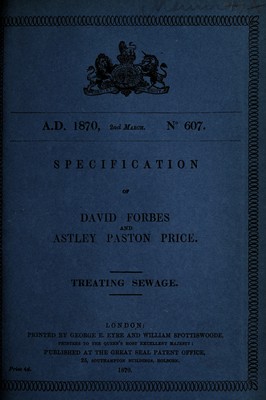 A.D. 1870, 2nd MARCH. Nº 607.
SPECIFICATION
OF
DAVID FORBES
AND
ASTLEY PASTON PRICE.
TREATING SEWAGE.
LONDON:
PRINTED BY GEORGE E. EYRE AND WILLIAM SPOTTISWOODE,
PRINTERS TO THE QUEEN'S MOST EXCELLENT MAJESTY:
PUBLISHED AT THE GREAT SEAL PATENT OFFICE,
25, SOUTHAMPTON BUILDINGS, HOLBORN.
Price
1870.